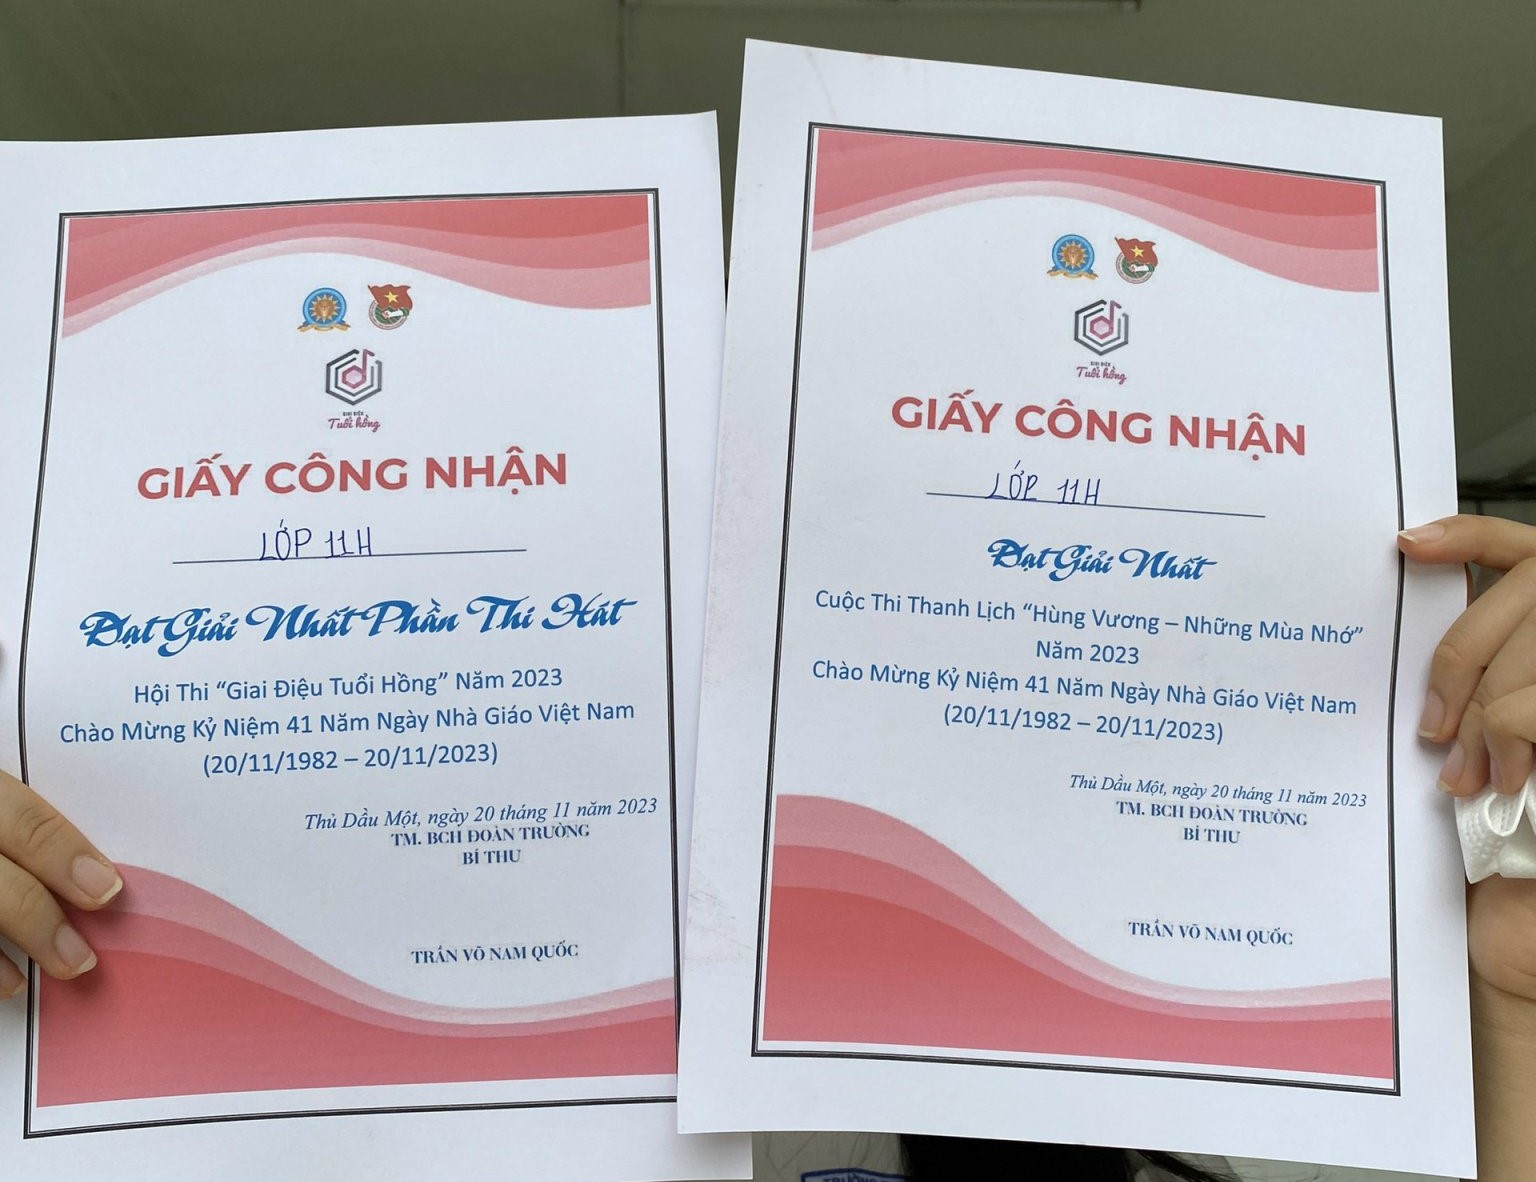 GIAI ĐIỆU
Tuổi hồng
GIẤY CÔNG NHẬN
LỚP 11H
Đạt Giải Nhất Phần Thi Hát
Hội Thi “Giai Điệu Tuổi Hồng” Năm 2023
Chào Mừng Kỷ Niệm 41 Năm Ngày Nhà Giáo Việt Nam
(20/11/1982 – 20/11/2023)
Thủ Dầu Một, ngày 20 tháng 11 năm 2023
TM. BCH ĐOÀN TRƯỜNG
BÍ THƯ
TRẦN VÕ NAM QUỐC
GIAI ĐIỆU
Tuổi hồng
GIẤY CÔNG NHẬN
LỚP 11H
Đạt Giải Nhất
Cuộc Thi Thanh Lịch “Hùng Vương – Những Mùa Nhớ”
Năm 2023
Chào Mừng Kỷ Niệm 41 Năm Ngày Nhà Giáo Việt Nam
(20/11/1982 – 20/11/2023)
Thủ Dầu Một, ngày 20 tháng 11 năm 2023
TM. BCH ĐOÀN TRƯỜNG
BÍ THƯ
TRẦN VÕ NAM QUỐC